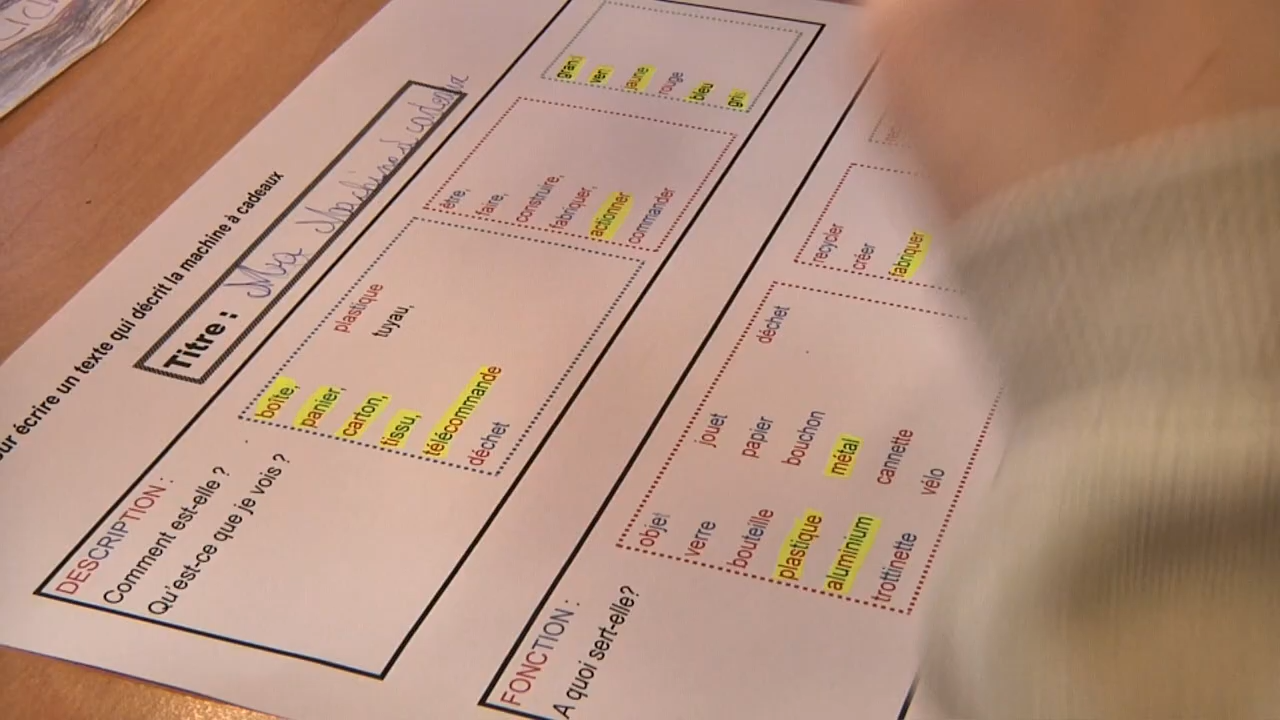 ur écrire un texte qui décrit la machine à cadeaux
Titre : Ma Machine à cadeaux
DESCRIPTION :
Comment est-elle ?
Qu'est-ce que je vois ?
boîte,
panier,
carton,
tissu,
télécommande
déchet
plastique
tuyau,
être,
faire,
construire,
fabriquer,
actionner
commander
grand
vert
jaune
rouge
bleu
gris
FONCTION :
A quoi sert-elle?
objet
verre
bouteille
plastique
aluminium
trottinette
jouet
papier
bouchon
métal
cannette
vélo
déchet
recycler
créer
fabriquer